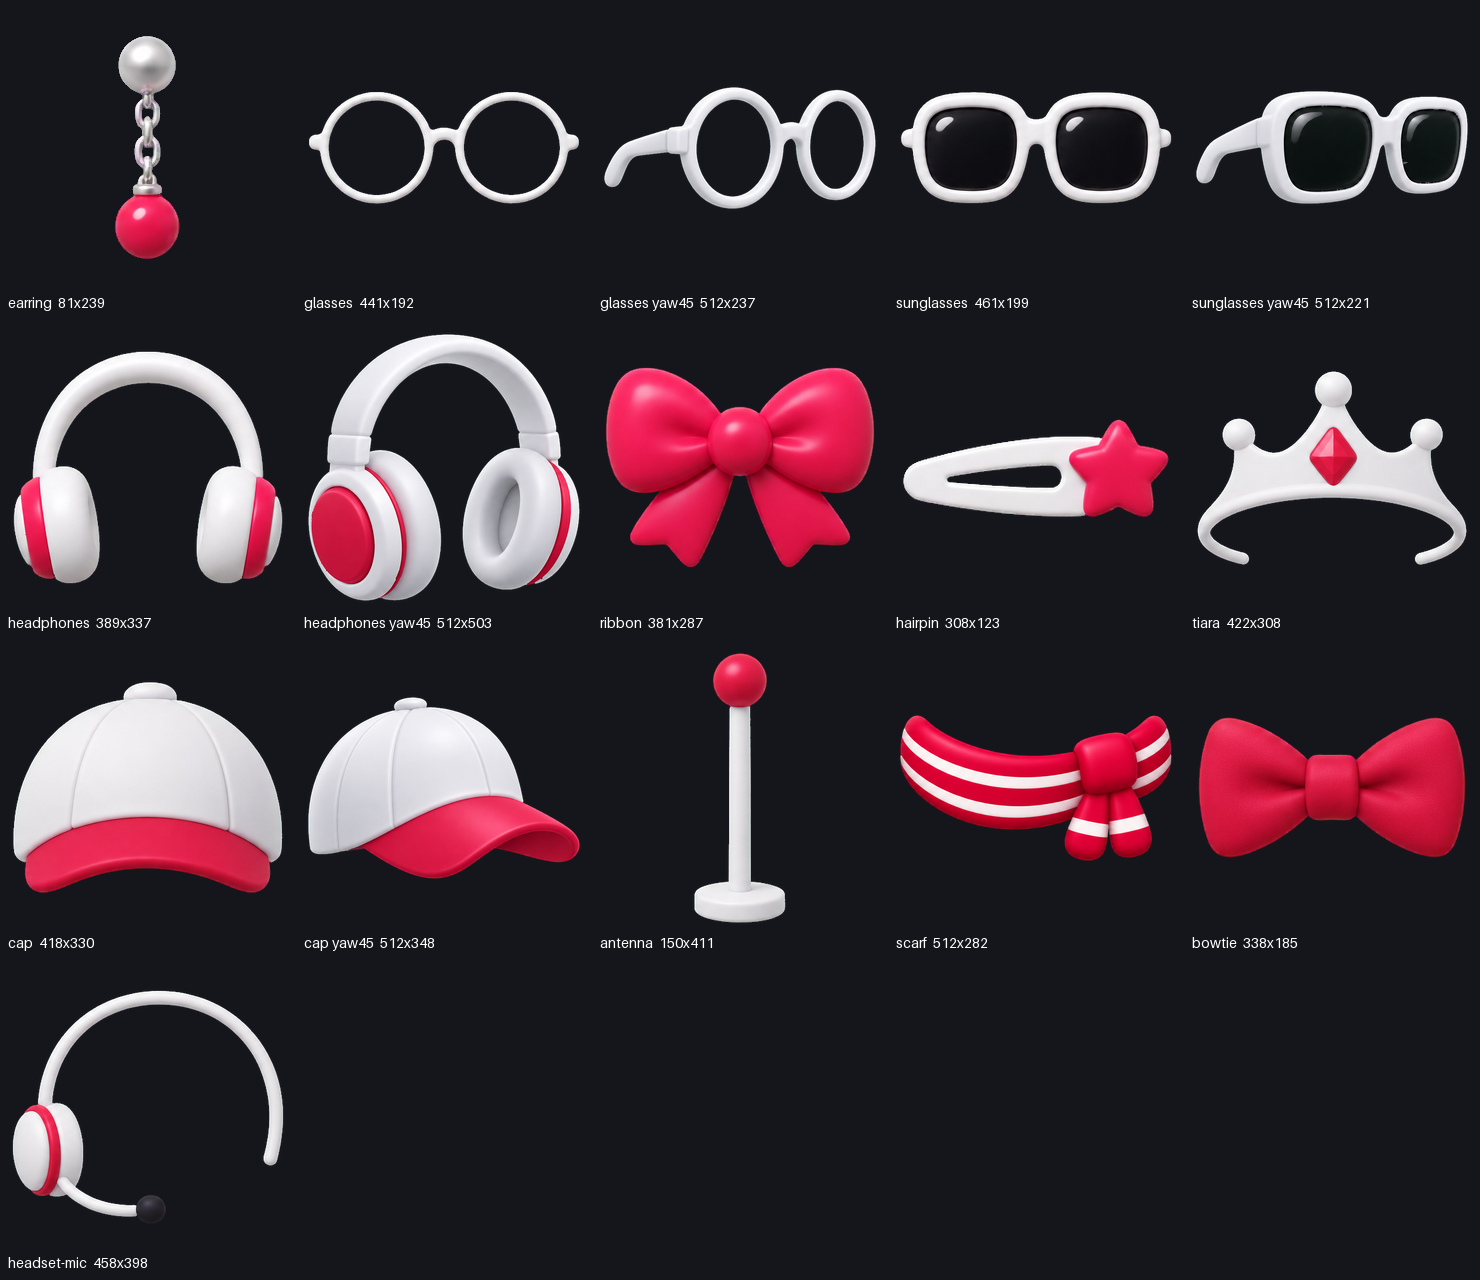 earring 81x239
glasses 441x192
glasses yaw45 512x237
sunglasses 461x199
sunglasses yaw45 512x221
headphones 389x337
headphones yaw45 512x503
ribbon 381x287
hairpin 308x123
tiara 422x308
cap 418x330
cap yaw45 512x348
antenna 150x411
scarf 512x282
bowtie 338x185
headset-mic 458x398